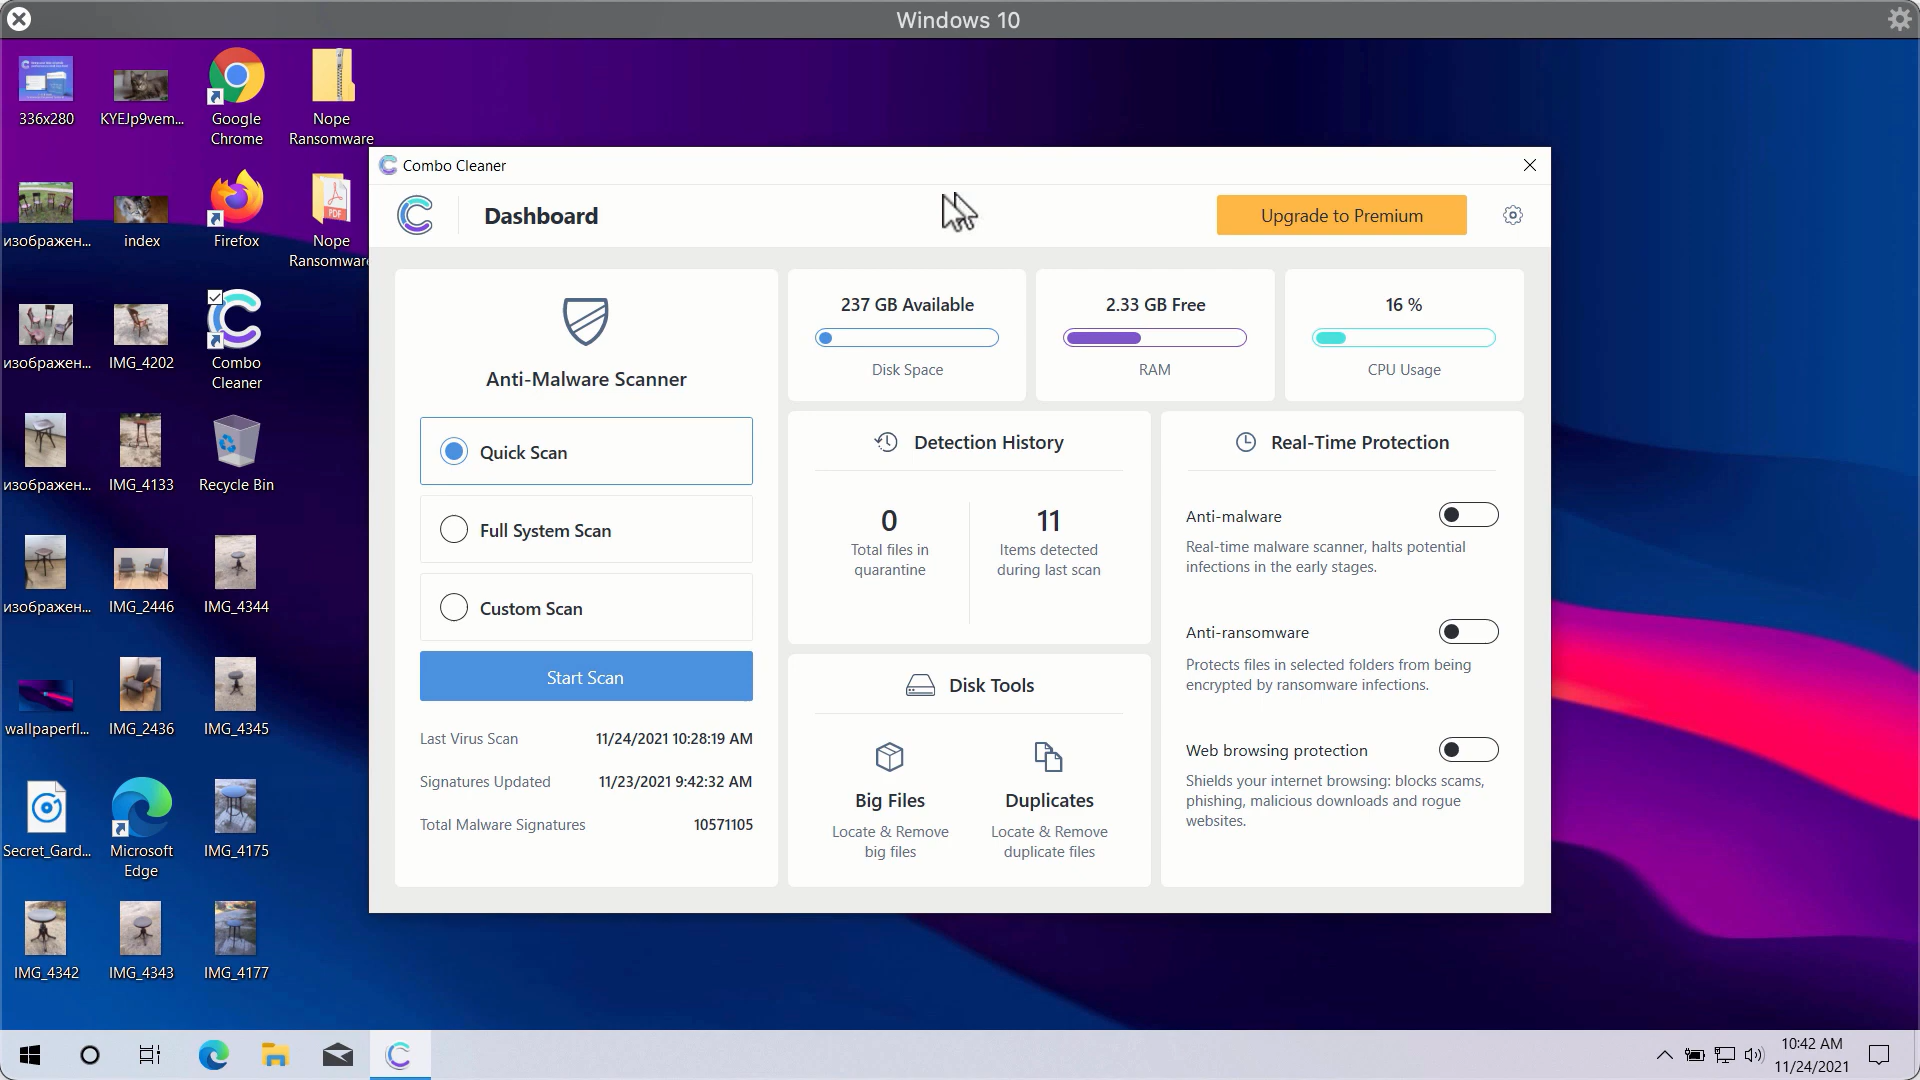 Windows 10
336x280
KYEJp9vem...
Google
Chrome
Nope
Ransomware
изображен...
index
Firefox
Nope
Ransomware
изображен...
IMG_4202
Combo
Cleaner
изображен...
IMG_4133
Recycle Bin
изображен...
IMG_2446
IMG_4344
wallpaperfl...
IMG_2436
IMG_4345
Secret_Gard...
Microsoft
Edge
IMG_4175
IMG_4342
IMG_4343
IMG_4177
PDF
Combo Cleaner
Dashboard
Upgrade to Premium
Anti-Malware Scanner
Quick Scan
Full System Scan
Custom Scan
Start Scan
Last Virus Scan 11/24/2021 10:28:19 AM
Signatures Updated 11/23/2021 9:42:32 AM
Total Malware Signatures 10571105
237 GB Available
Disk Space
2.33 GB Free
RAM
16 %
CPU Usage
Detection History
0
Total files in
quarantine
11
Items detected
during last scan
Disk Tools
Big Files
Locate & Remove
big files
Duplicates
Locate & Remove
duplicate files
Real-Time Protection
Anti-malware
Real-time malware scanner, halts potential
infections in the early stages.
Anti-ransomware
Protects files in selected folders from being
encrypted by ransomware infections.
Web browsing protection
Shields your internet browsing: blocks scams,
phishing, malicious downloads and rogue
websites.
10:42 AM
11/24/2021